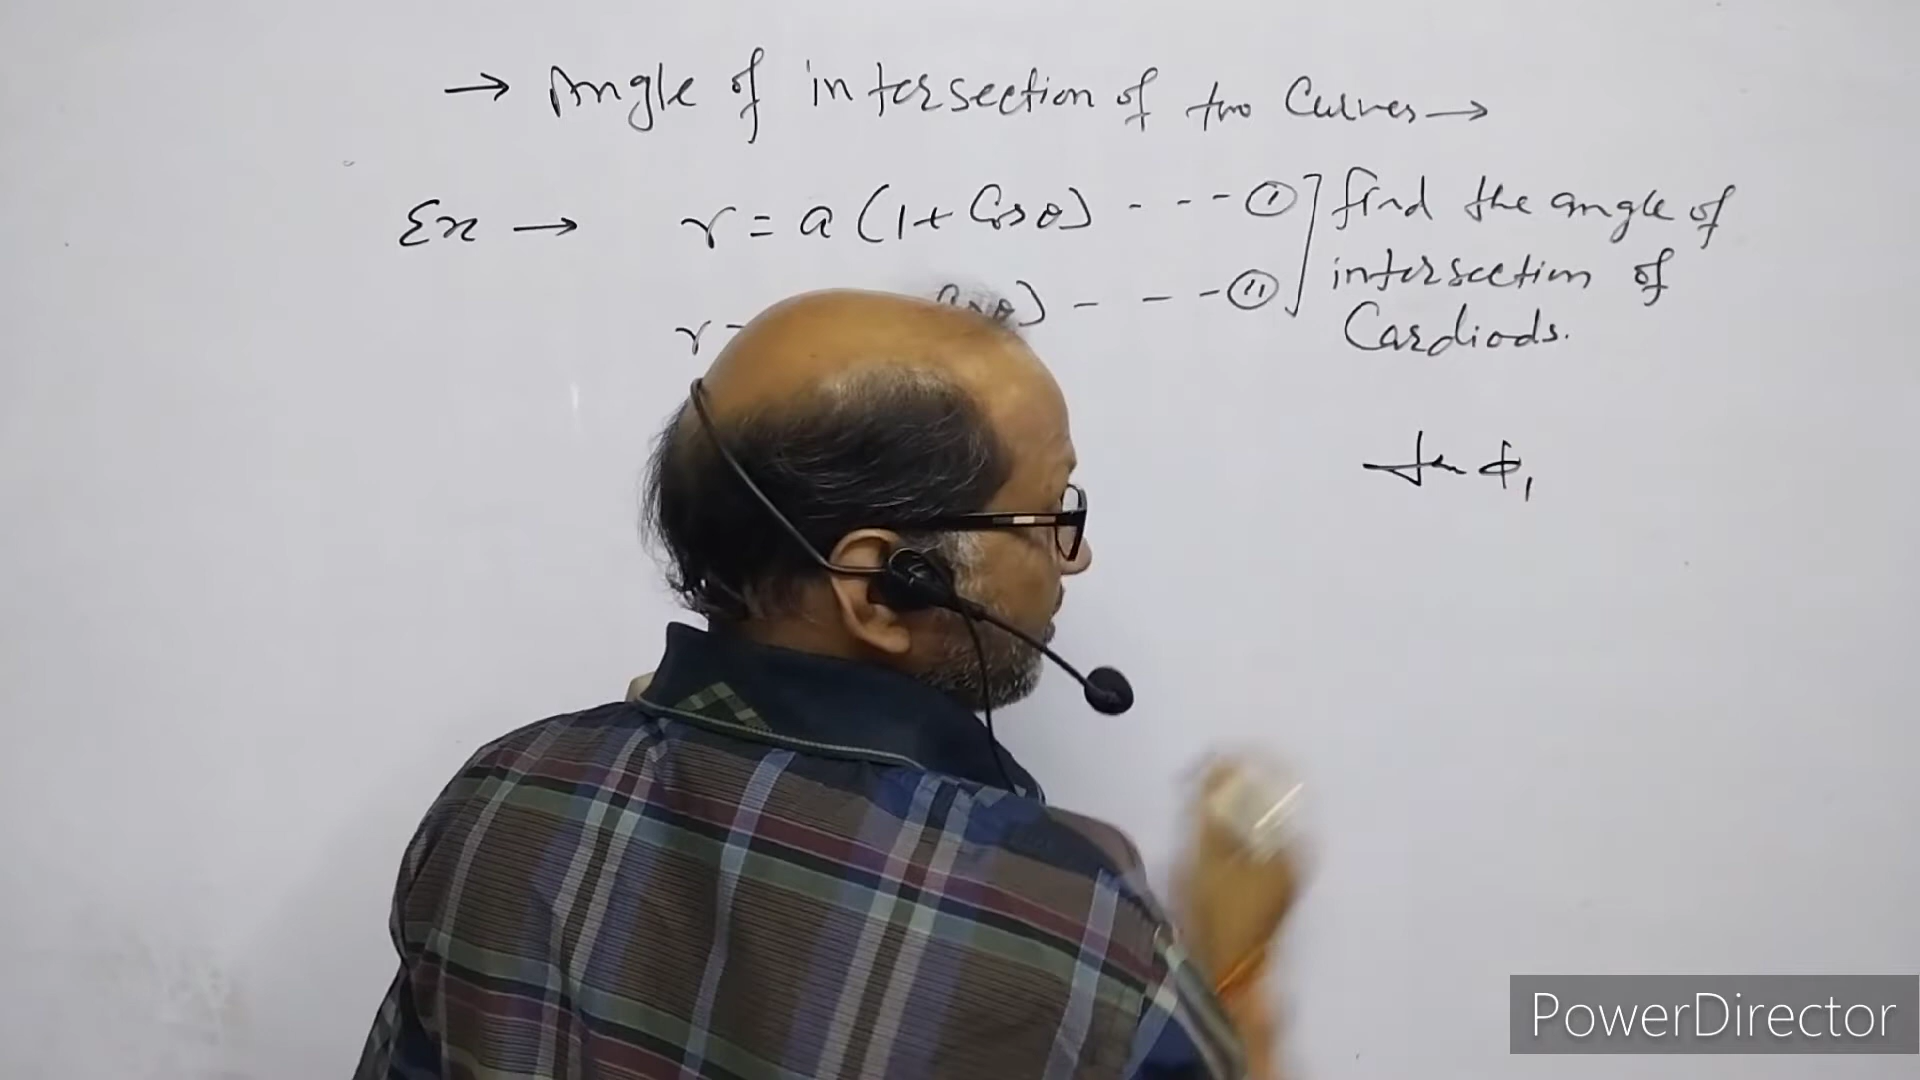 → Angle of intersection of two Curves →
Ex → r = a (1 + Cosθ) - - - ① find the angle of
r = Cosθ) - - - ⑪ intersection of
Cardiods.
tan ϕ₁
PowerDirector